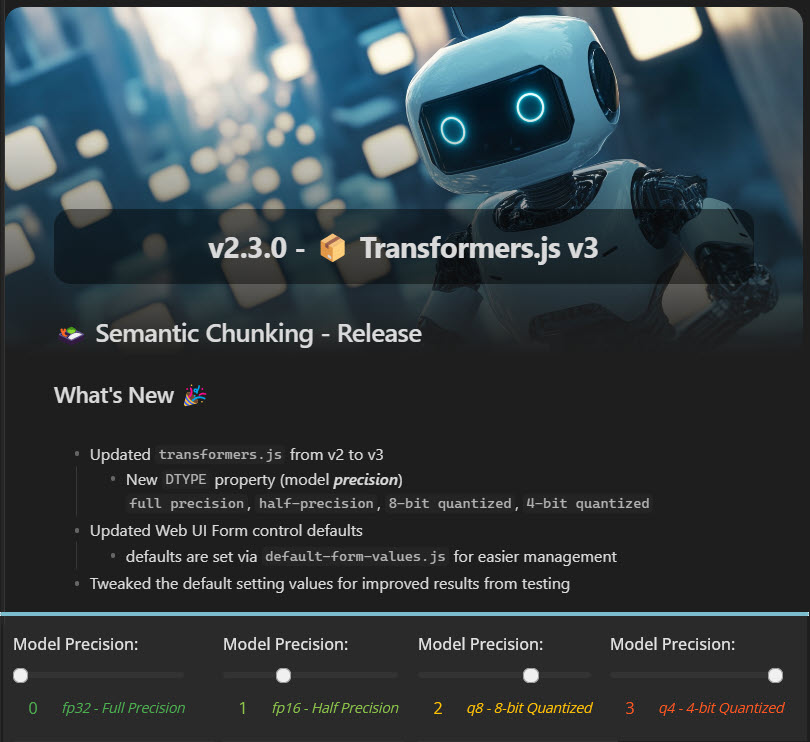 v2.3.0 - 📦 Transformers.js v3
Semantic Chunking - Release
What's New 🎉
Updated transformers.js from v2 to v3
New DTYPE property (model precision)
full precision, half-precision, 8-bit quantized, 4-bit quantized
Updated Web UI Form control defaults
defaults are set via default-form-values.js for easier management
Tweaked the default setting values for improved results from testing
Model Precision: Model Precision: Model Precision: Model Precision:
0 fp32 - Full Precision 1 fp16 - Half Precision 2 q8 - 8-bit Quantized 3 q4 - 4-bit Quantized